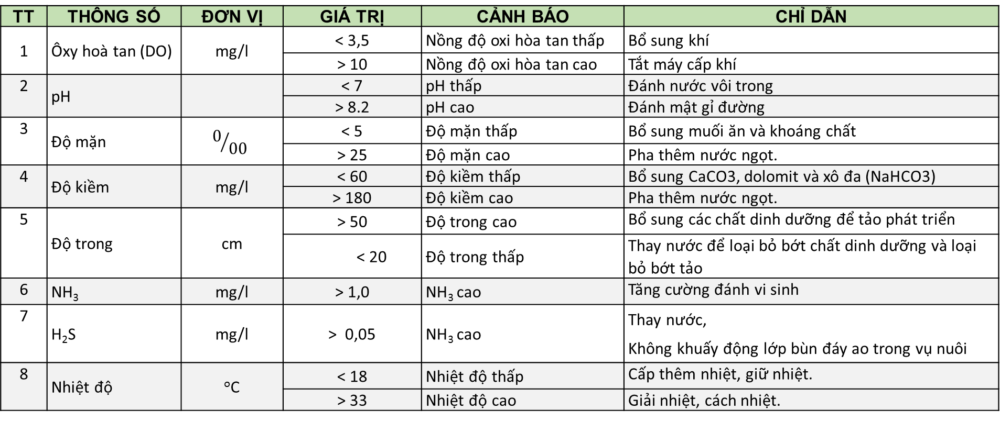 TT THÔNG SỐ ĐƠN VỊ GIÁ TRỊ CẢNH BÁO CHỈ DẪN
1 Ôxy hoà tan (DO) mg/l < 3,5 Nồng độ oxi hòa tan thấp Bổ sung khí
> 10 Nồng độ oxi hòa tan cao Tắt máy cấp khí
2 pH < 7 pH thấp Đánh nước vôi trong
> 8.2 pH cao Đánh mật gỉ đường
3 Độ mặn 0/00 < 5 Độ mặn thấp Bổ sung muối ăn và khoáng chất
> 25 Độ mặn cao Pha thêm nước ngọt.
4 Độ kiềm mg/l < 60 Độ kiềm thấp Bổ sung CaCO3, dolomit và xô đa (NaHCO3)
> 180 Độ kiềm cao Pha thêm nước ngọt.
5 Độ trong cm > 50 Độ trong cao Bổ sung các chất dinh dưỡng để tảo phát triển
< 20 Độ trong thấp Thay nước để loại bỏ bớt chất dinh dưỡng và loại
bỏ bớt tảo
6 NH3 mg/l > 1,0 NH3 cao Tăng cường đánh vi sinh
7 H2S mg/l > 0,05 NH3 cao Thay nước,
Không khuấy động lớp bùn đáy ao trong vụ nuôi
8 Nhiệt độ °C < 18 Nhiệt độ thấp Cấp thêm nhiệt, giữ nhiệt.
> 33 Nhiệt độ cao Giải nhiệt, cách nhiệt.